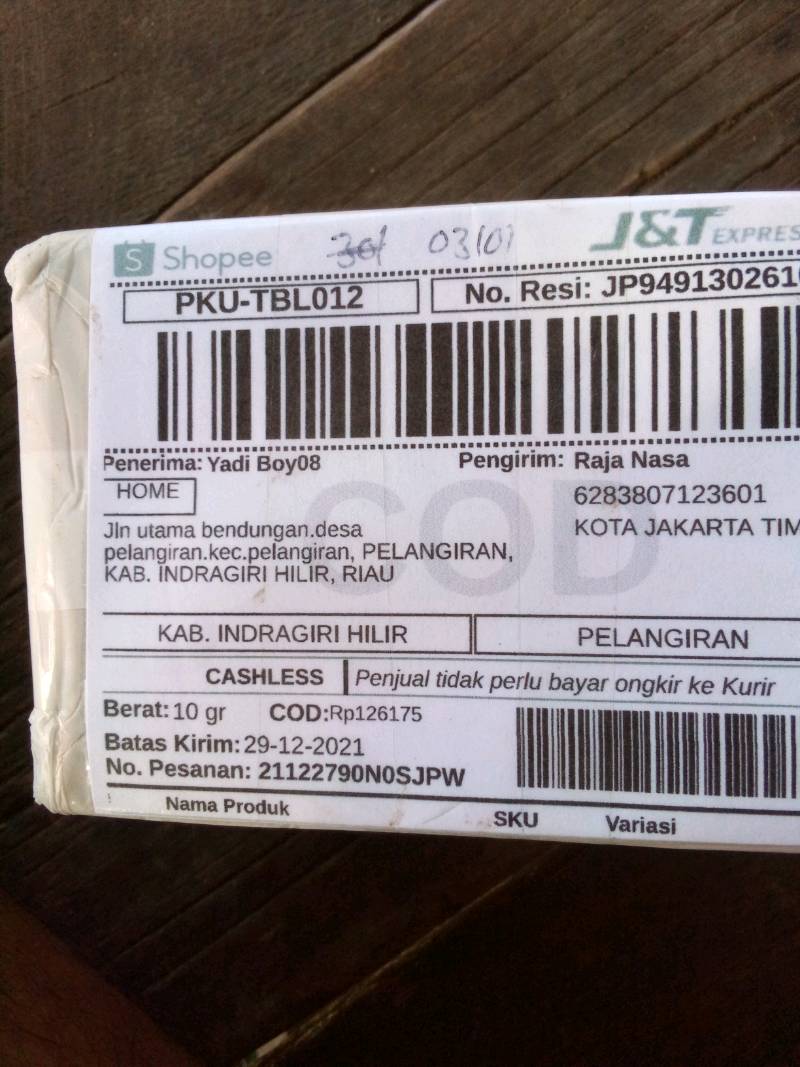 Shopee 03/01 J&T EXPRES
PKU-TBL012 No. Resi: JP949130261
Penerima: Yadi Boy08 Pengirim: Raja Nasa
HOME 6283807123601
Jln utama bendungan.desa KOTA JAKARTA TIM
pelangiran.kec.pelangiran, PELANGIRAN,
KAB. INDRAGIRI HILIR, RIAU
COD
KAB. INDRAGIRI HILIR PELANGIRAN
CASHLESS Penjual tidak perlu bayar ongkir ke Kurir
Berat: 10 gr COD:Rp126175
Batas Kirim: 29-12-2021
No. Pesanan: 21122790N0SJPW
Nama Produk SKU Variasi